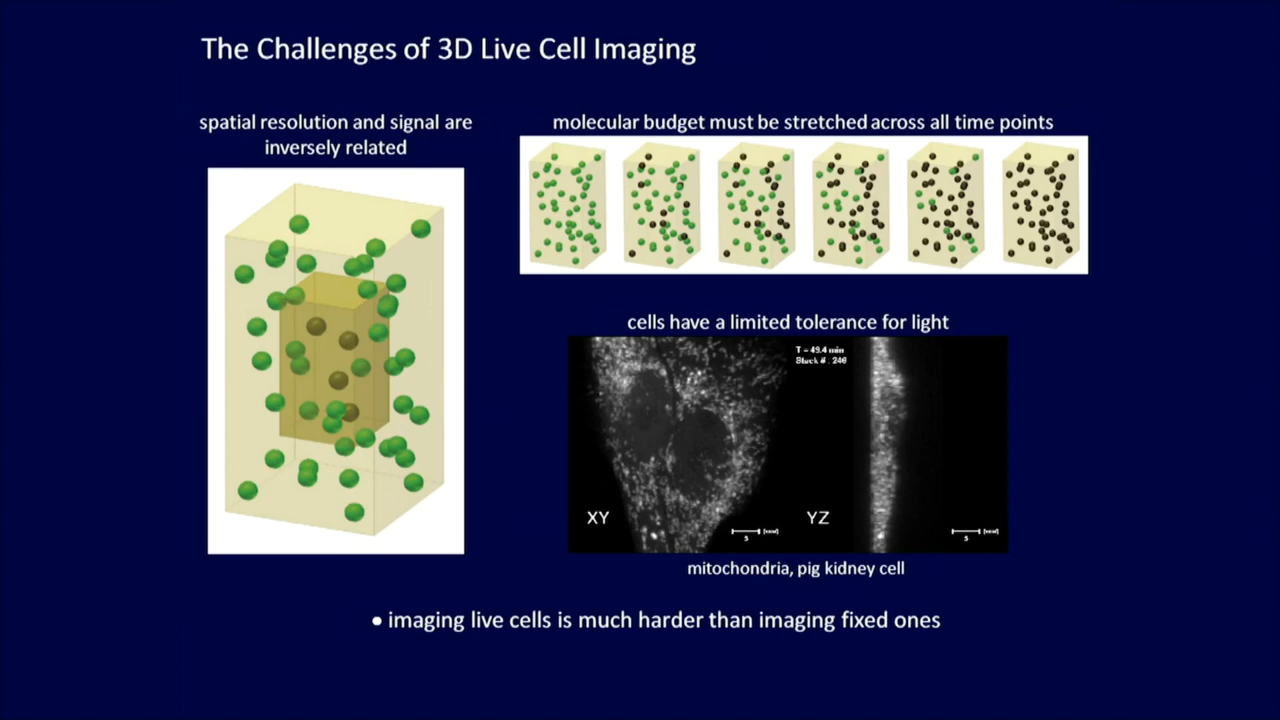 The Challenges of 3D Live Cell Imaging
spatial resolution and signal are
inversely related
molecular budget must be stretched across all time points
cells have a limited tolerance for light
T = 49.4 min
Stack # : 246
XY
YZ
5
5
mitochondria, pig kidney cell
• imaging live cells is much harder than imaging fixed ones